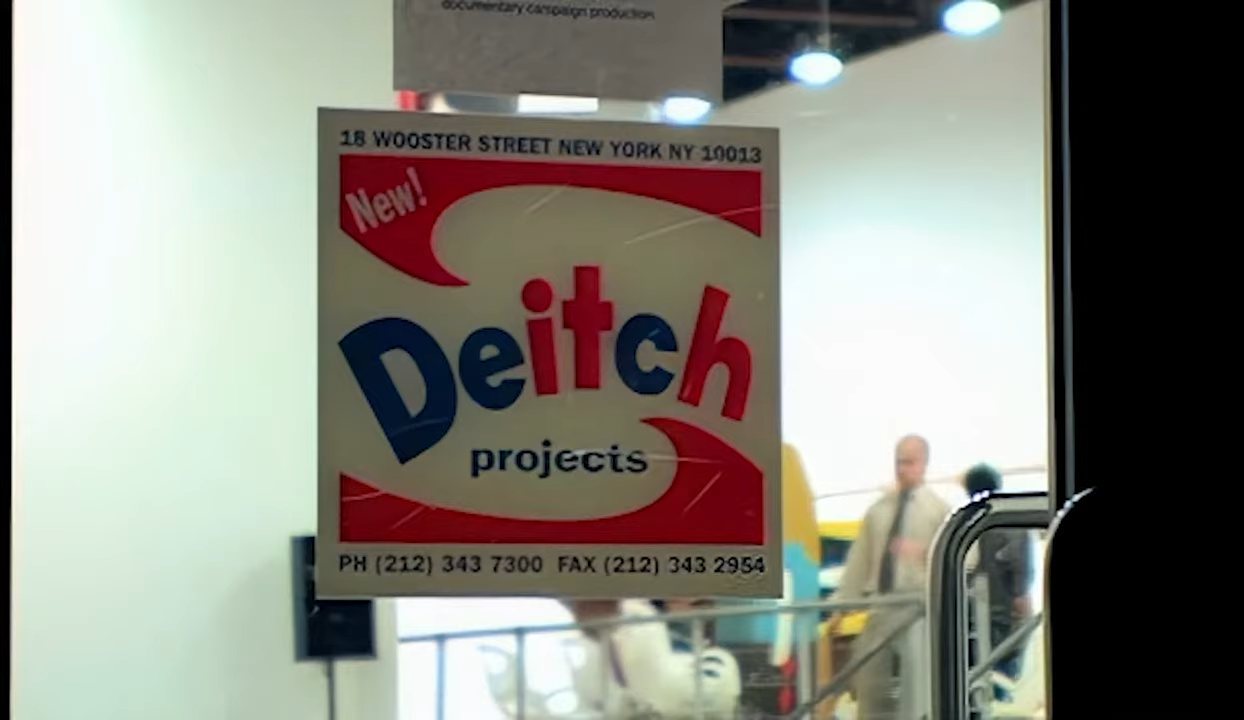 documentary campaign production
18 WOOSTER STREET NEW YORK NY 10013
New!
Deitch
projects
PH (212) 343 7300 FAX (212) 343 2954